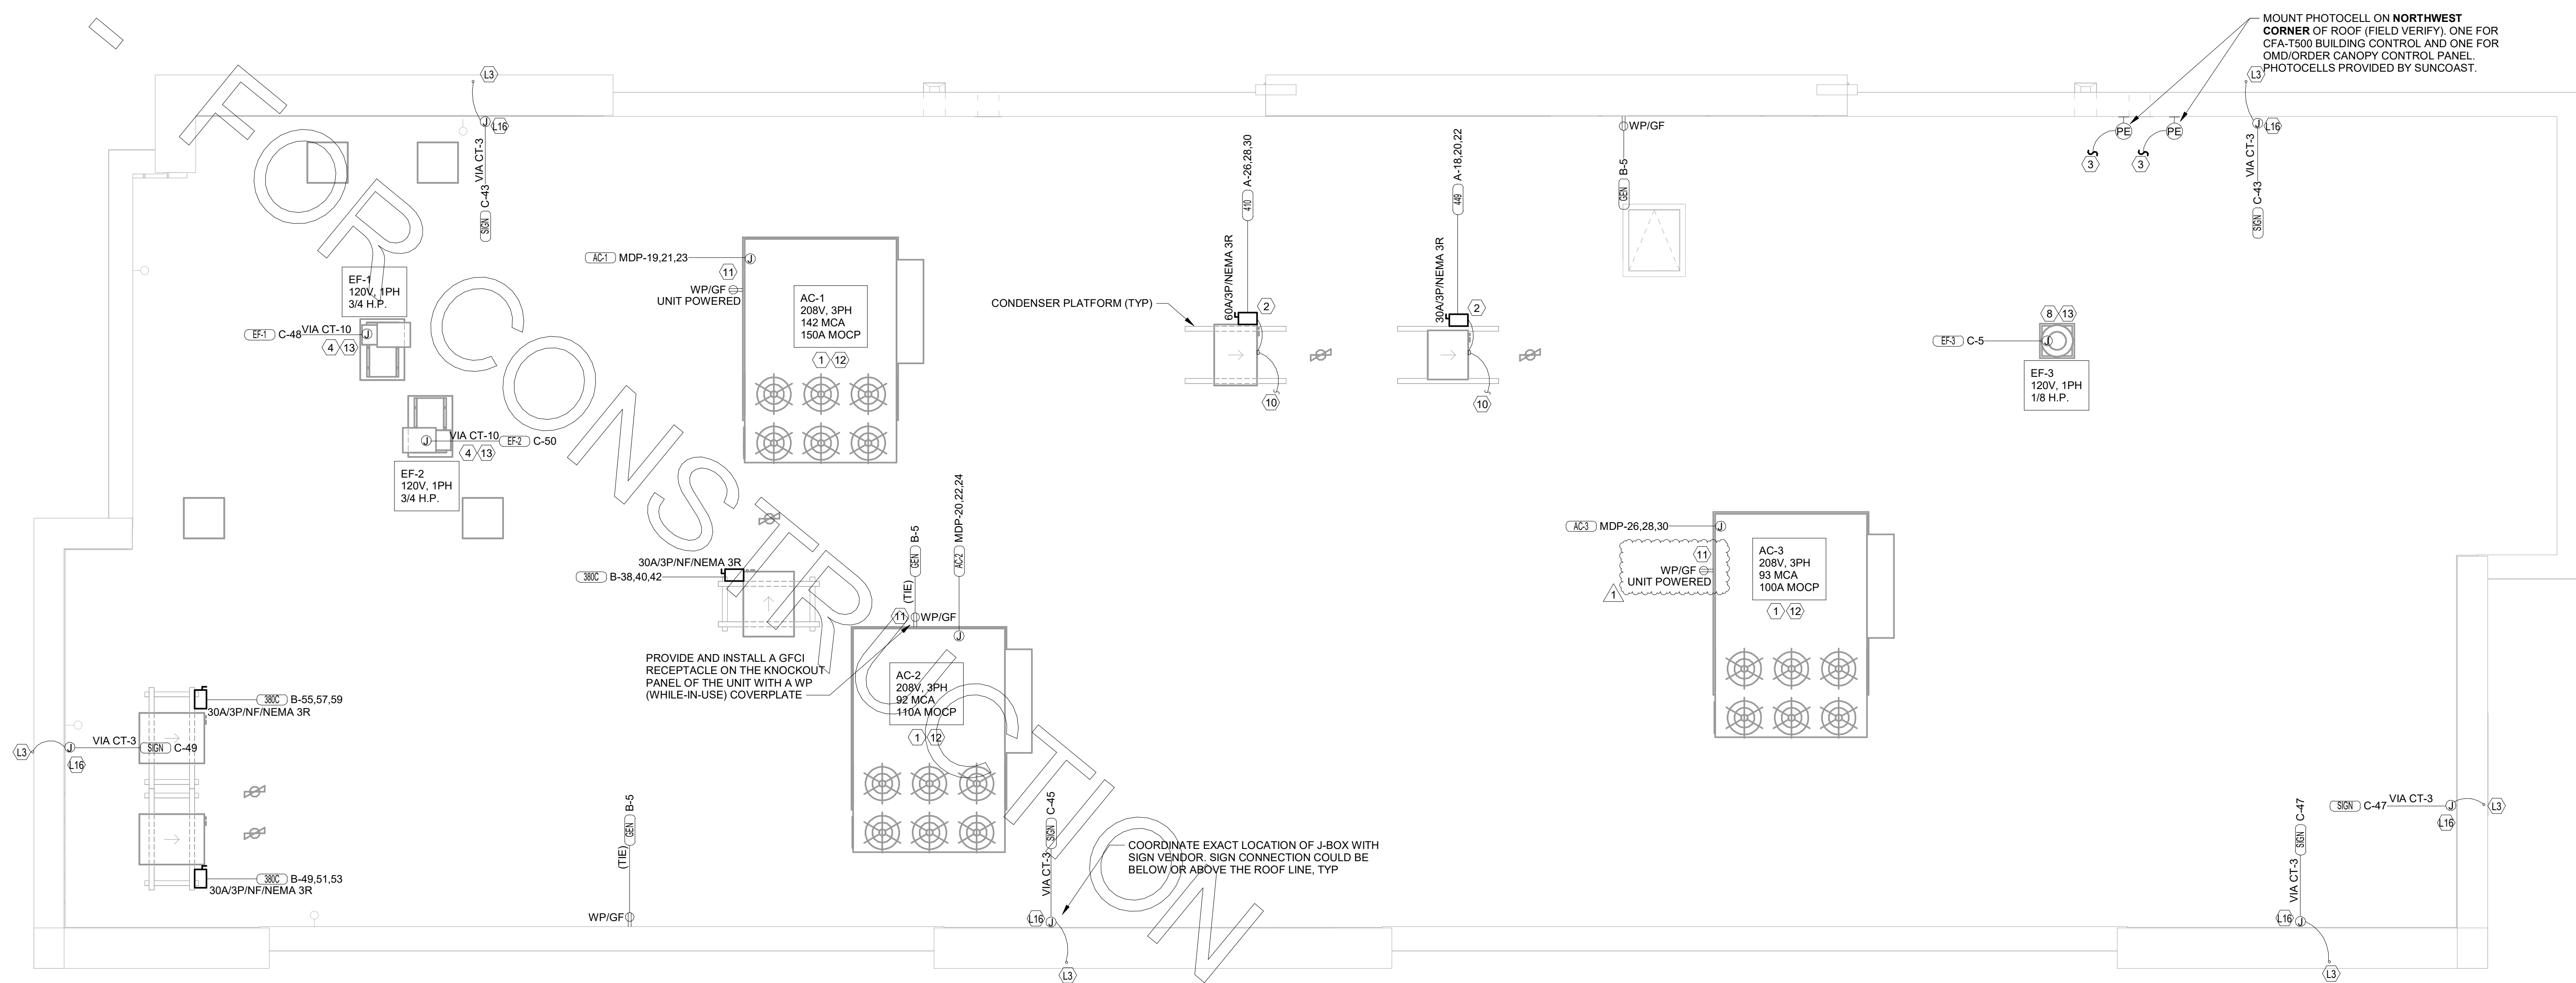 MOUNT PHOTOCELL ON NORTHWEST
CORNER OF ROOF (FIELD VERIFY). ONE FOR
CFA-T500 BUILDING CONTROL AND ONE FOR
OMD/ORDER CANOPY CONTROL PANEL.
PHOTOCELLS PROVIDED BY SUNCOAST.
L3
L3
J
L16
VIA CT-3
C-43
SIGN
WP/GF
B-5
GEN
PE
PE
3
3
J
L16
VIA CT-3
C-43
SIGN
A-26,28,30
410
60A/3P/NEMA 3R
A-18,20,22
449
30A/3P/NEMA 3R
AC-1
MDP-19,21,23
J
11
WP/GF
UNIT POWERED
AC-1
208V, 3PH
142 MCA
150A MOCP
1
12
CONDENSER PLATFORM (TYP)
2
2
10
10
EF-1
120V, 1PH
3/4 H.P.
EF-1
C-48
VIA CT-10
J
4
13
J
VIA CT-10
EF-2
C-50
4
13
EF-2
120V, 1PH
3/4 H.P.
8
13
EF-3
C-5
J
EF-3
120V, 1PH
1/8 H.P.
30A/3P/NF/NEMA 3R
380C
B-38,40,42
B-5
GEN
(TIE)
MDP-20,22,24
AC-2
11
WP/GF
J
PROVIDE AND INSTALL A GFCI
RECEPTACLE ON THE KNOCKOUT
PANEL OF THE UNIT WITH A WP
(WHILE-IN-USE) COVERPLATE
AC-2
208V, 3PH
92 MCA
110A MOCP
1
12
AC-3
MDP-26,28,30
J
11
WP/GF
UNIT POWERED
1
AC-3
208V, 3PH
93 MCA
100A MOCP
1
12
380C
B-55,57,59
30A/3P/NF/NEMA 3R
L3
J
VIA CT-3
SIGN
C-49
L16
380C
B-49,51,53
30A/3P/NF/NEMA 3R
B-5
GEN
(TIE)
WP/GF
C-45
SIGN
VIA CT-3
L16
J
L3
COORDINATE EXACT LOCATION OF J-BOX WITH
SIGN VENDOR. SIGN CONNECTION COULD BE
BELOW OR ABOVE THE ROOF LINE, TYP
C-47
SIGN
VIA CT-3
L16
J
L3
SIGN
C-47
VIA CT-3
J
L3
L16
FOR CONSTRUCTION